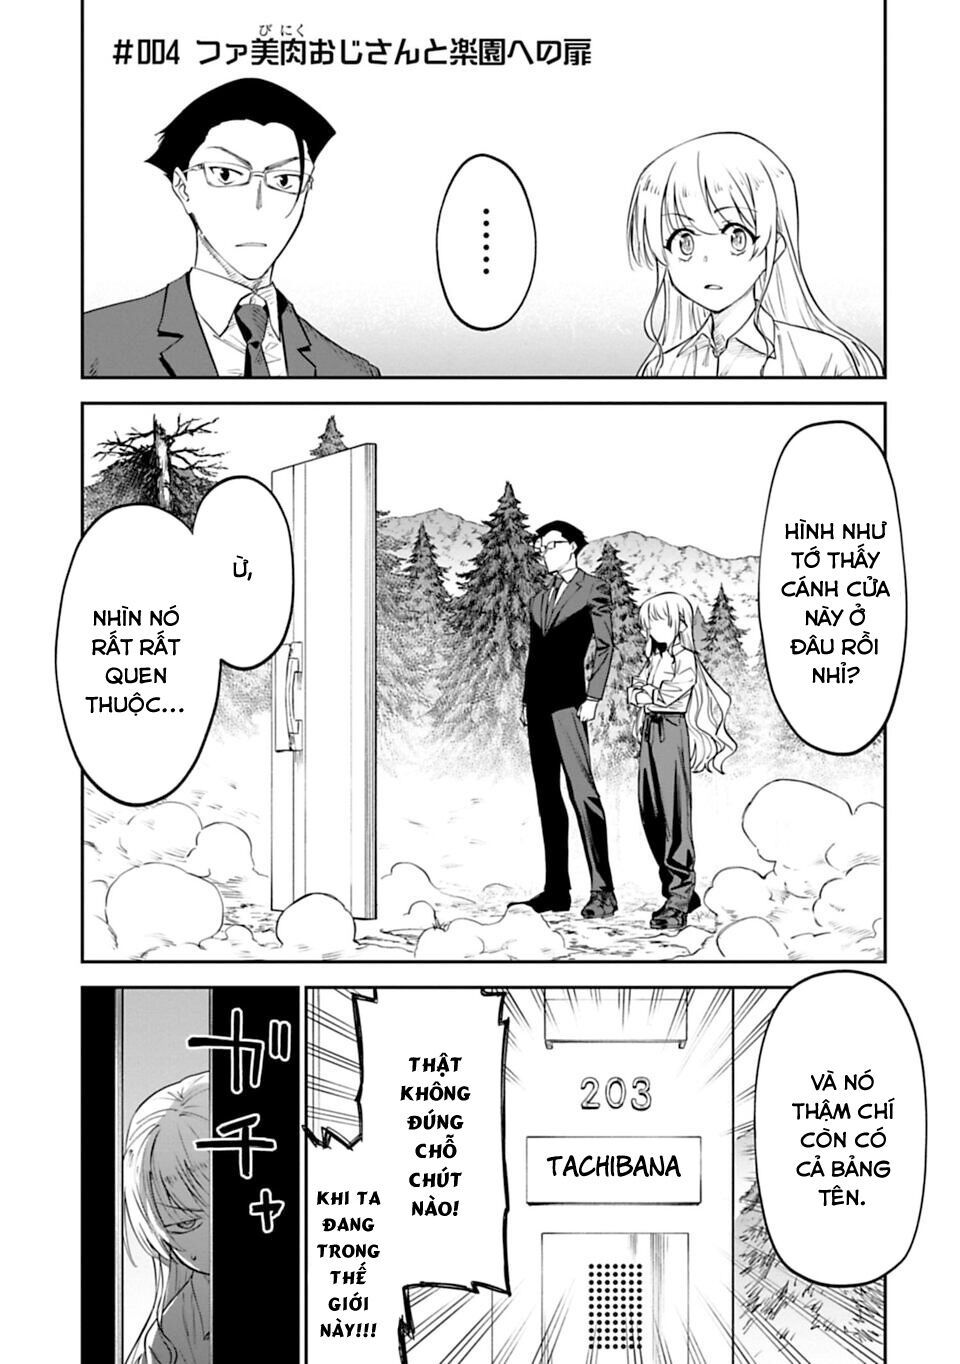 びにく
#004 ファ美肉おじさんと楽園への扉
・・・・・・
HÌNH NHƯ
TỚ THẤY
CÁNH CỬA
NÀY Ở
ĐÂU RỒI
NHỈ?
Ừ,
NHÌN NÓ
RẤT RẤT
QUEN
THUỘC...
VÀ NÓ
THẬM CHÍ
CÒN CÓ
CẢ BẢNG
TÊN.
203
TACHIBANA
THẬT
KHÔNG
ĐÚNG
CHỖ
CHÚT
NÀO!
KHI TA
ĐANG
TRONG
THẾ
GIỚI
NÀY!!!
ガチャ